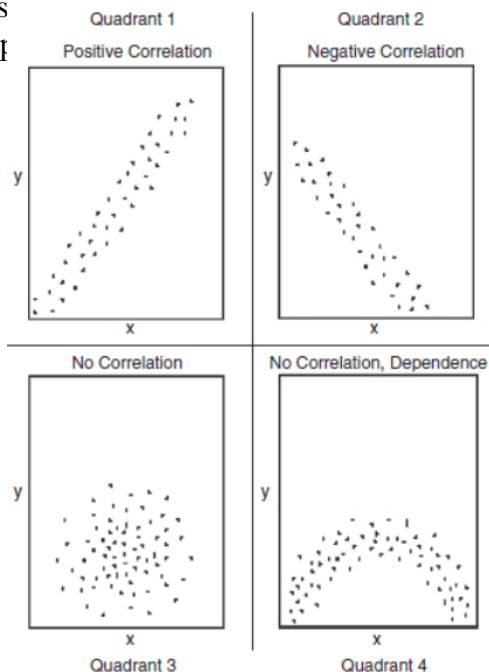 s
Quadrant 1 Quadrant 2
Positive Correlation Negative Correlation
y y
x x
No Correlation No Correlation, Dependence
y y
x x
Quadrant 3 Quadrant 4